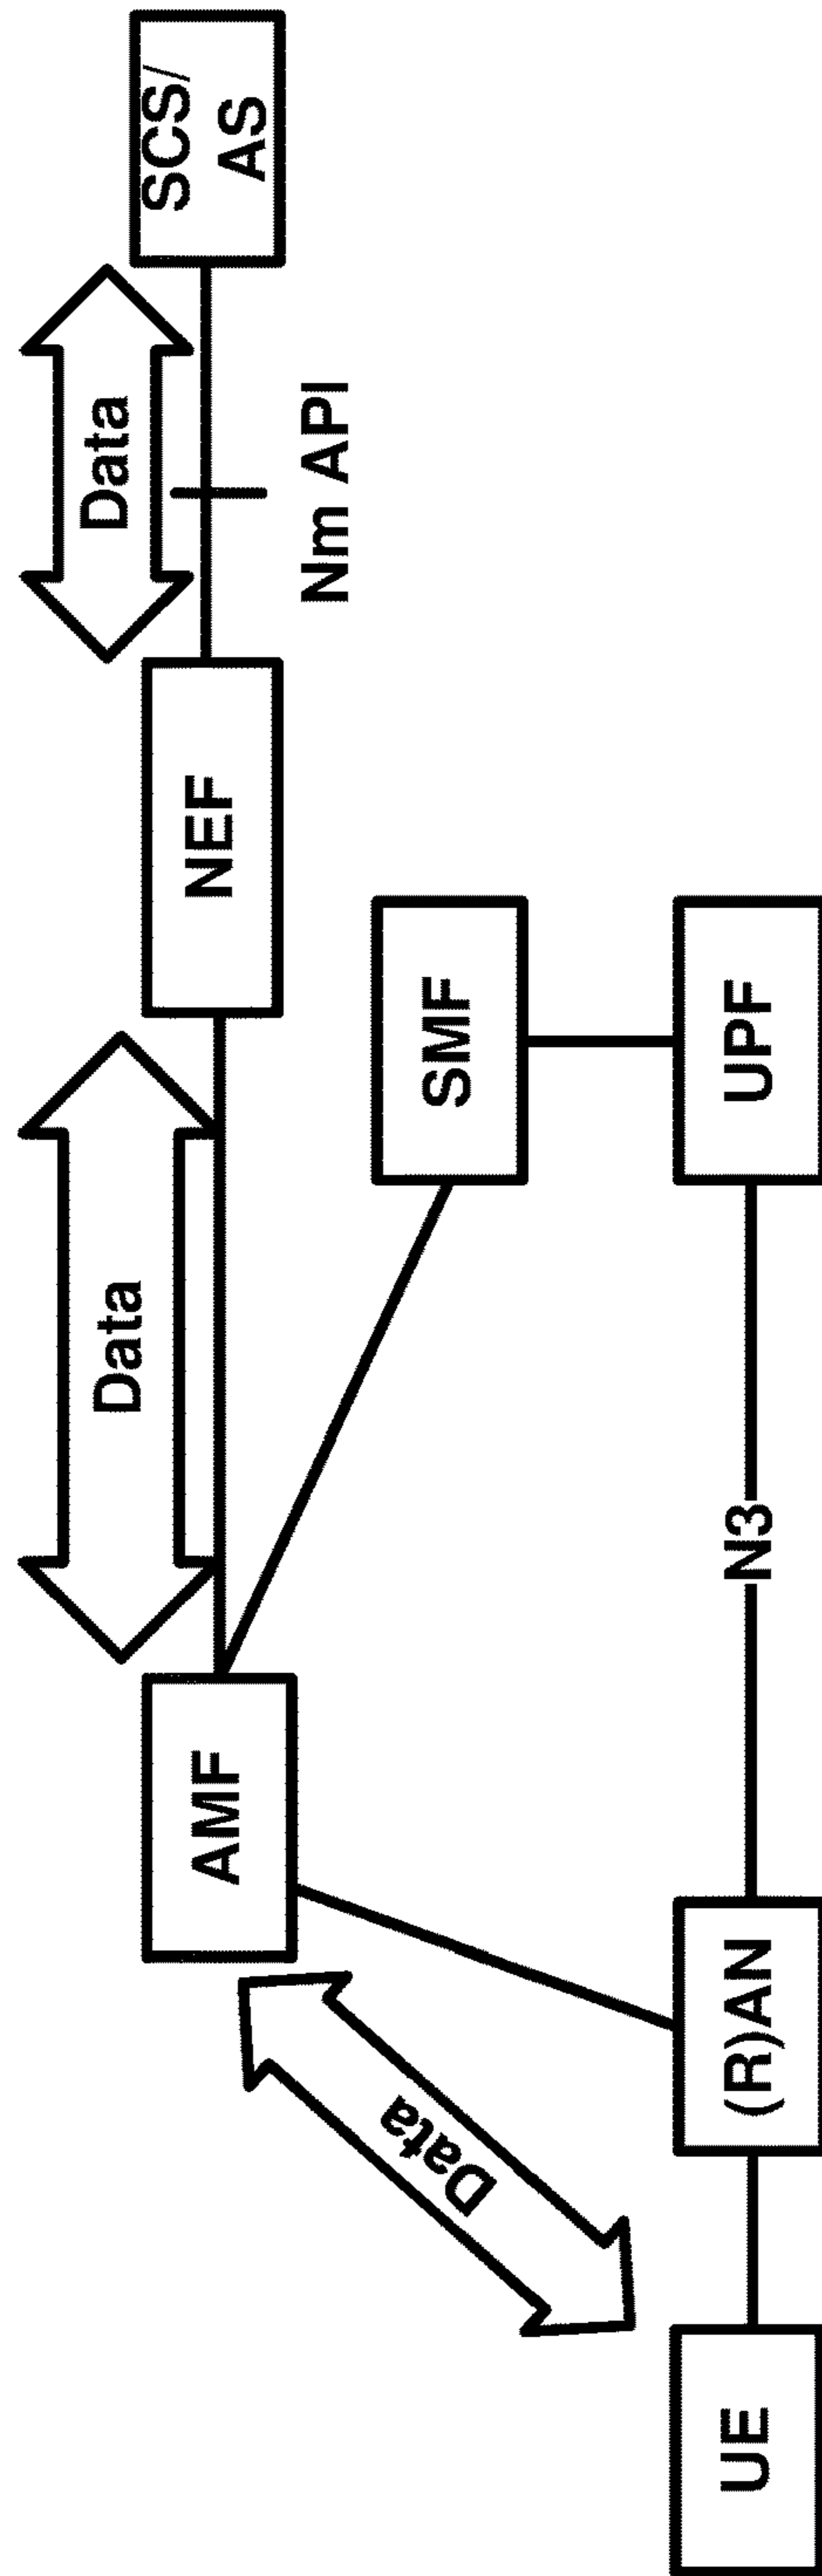 Data
Data
SCS/
AS
AMF
NEF
Nm API
Data
SMF
UE
(R)AN
N3
UPF